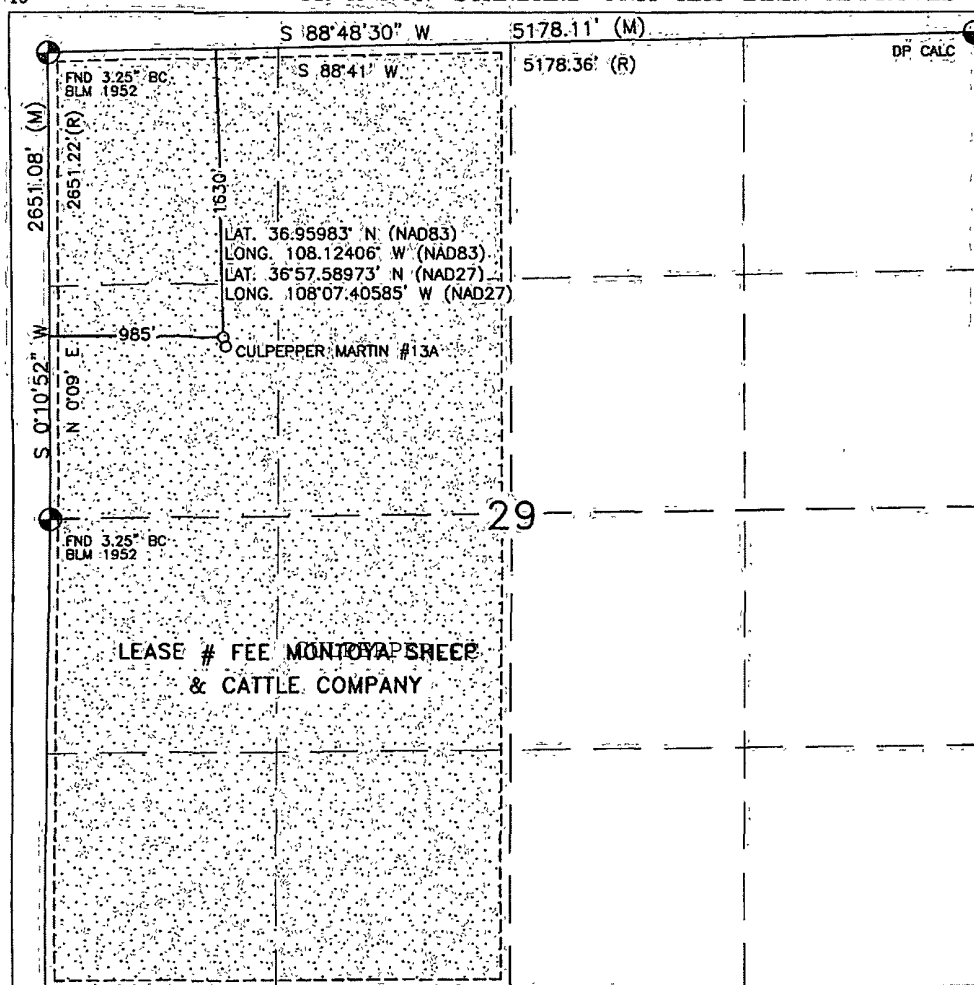 S 88°48'30" W 5178.11' (M)
S 88°41' W 5178.36' (R)
DP CALC
FND 3.25" BC
BLM 1952
2651.08' (M)
2651.22' (R)
1630'
LAT. 36.95983° N (NAD83)
LONG. 108.12406° W (NAD83)
LAT. 36°57.58973' N (NAD27)
LONG. 108°07.40585' W (NAD27)
985'
CULPEPPER MARTIN #13A
S 0°10'52" W
N 0°09' E
29
FND 3.25" BC
BLM 1952
LEASE # FEE MONTOYA SHEEP
& CATTLE COMPANY